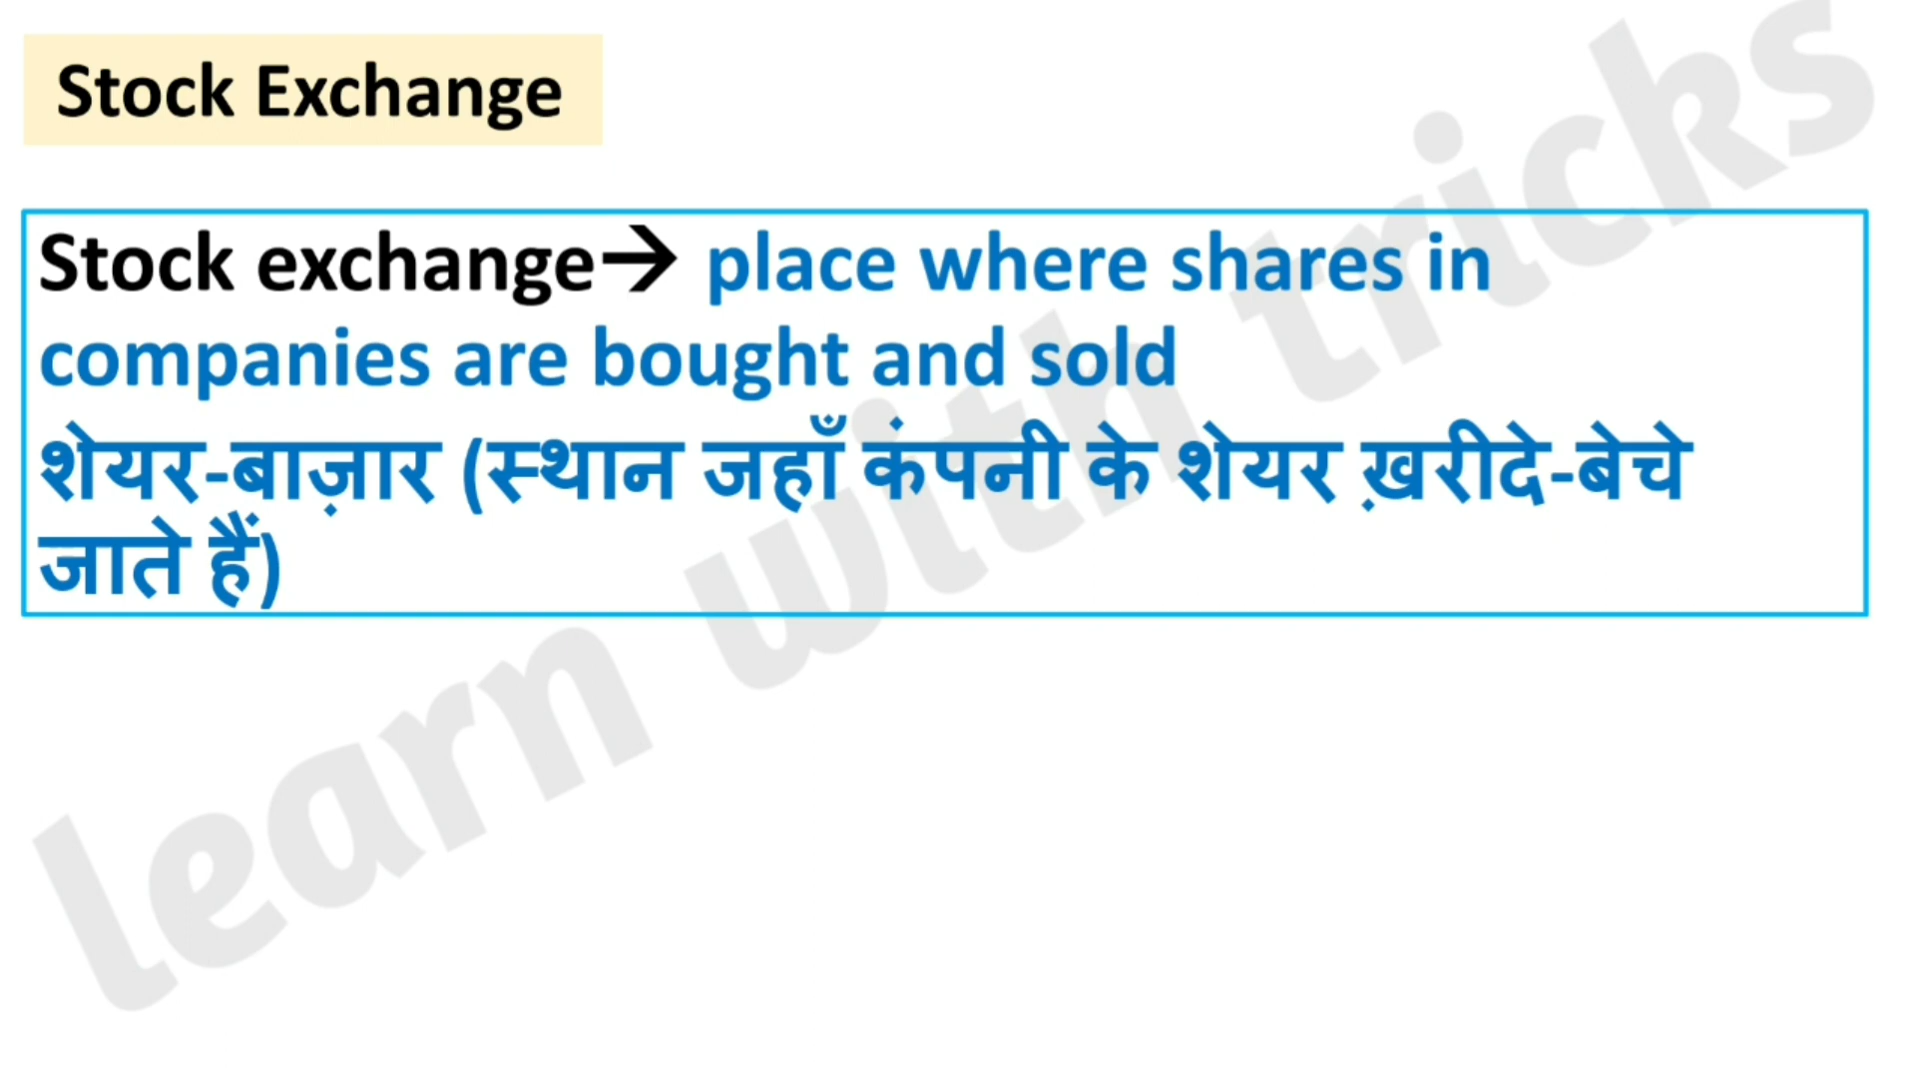 Stock Exchange
Stock exchange→ place where shares in
companies are bought and sold
शेयर-बाज़ार (स्थान जहाँ कंपनी के शेयर ख़रीदे-बेचे
जाते हैं)
learn with tricks